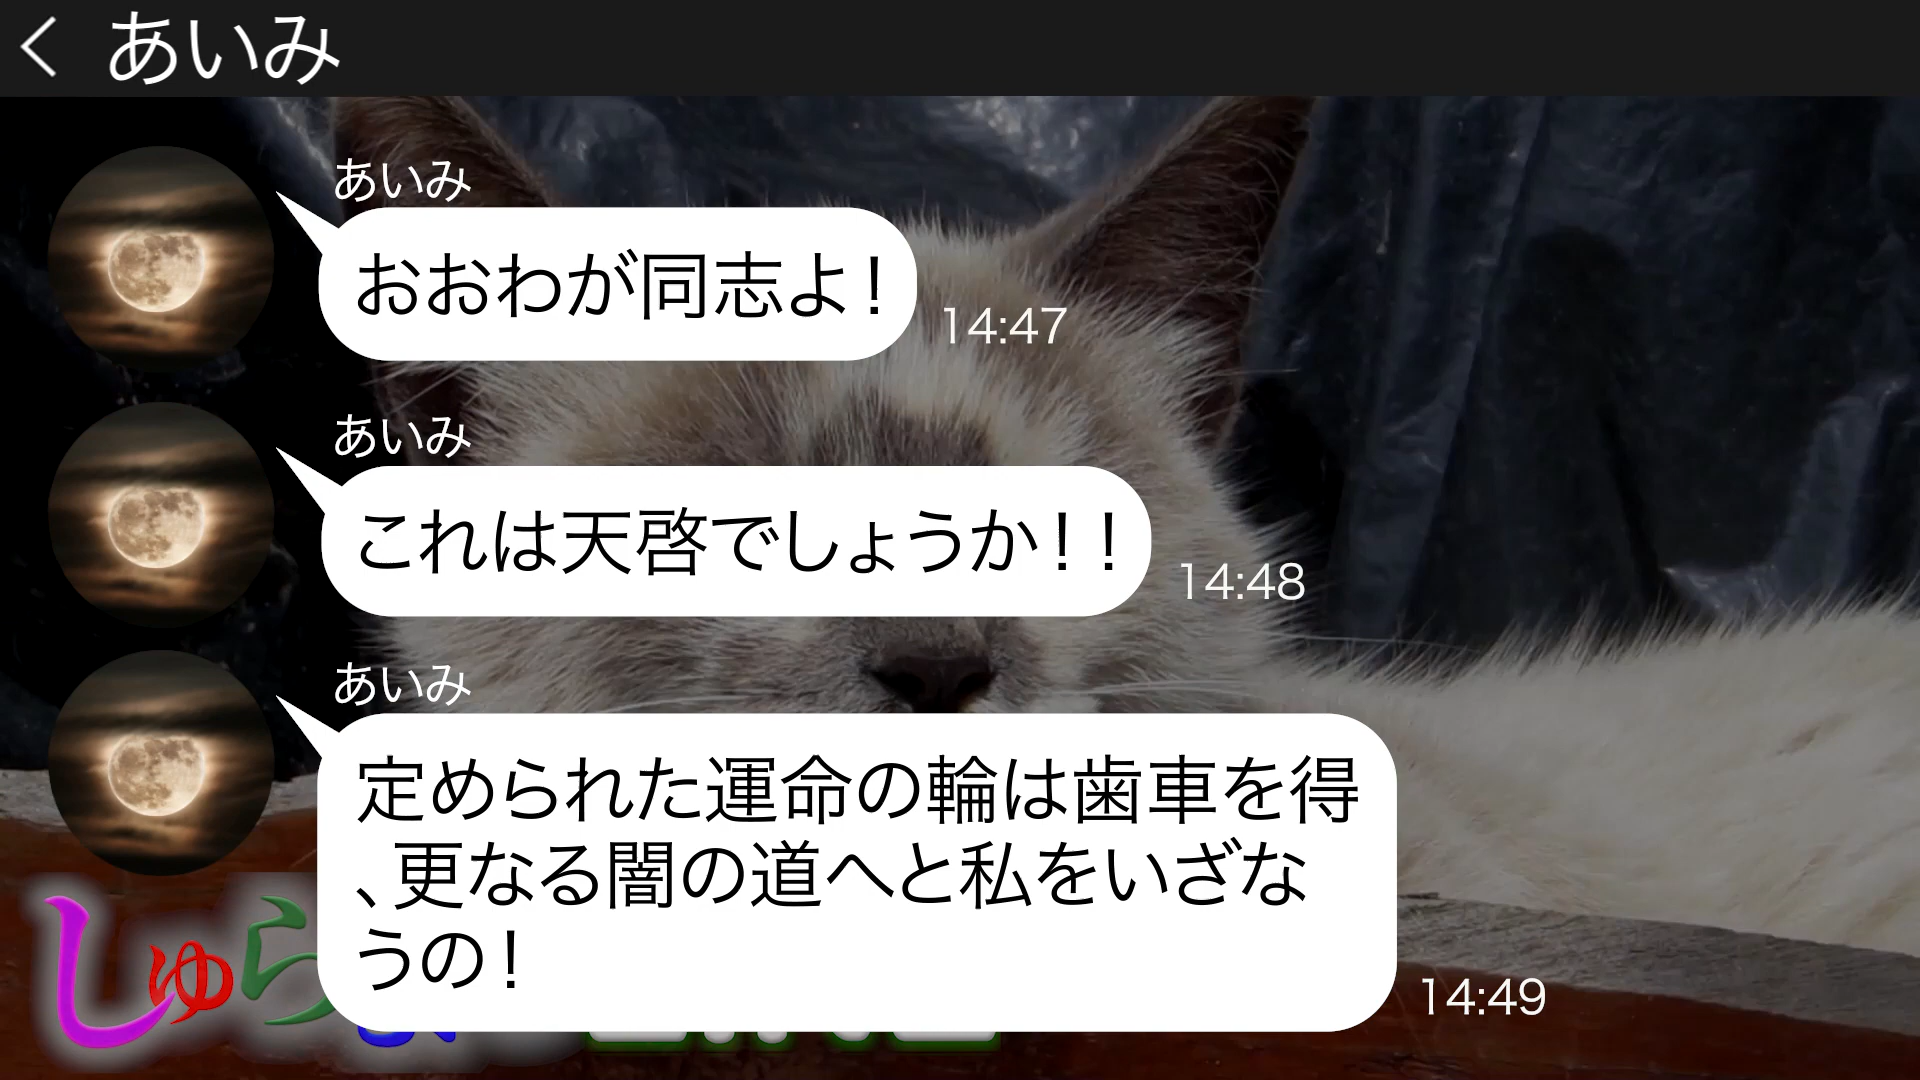 あいみ
あいみ
おおわが同志よ！
14:47
あいみ
これは天啓でしょうか！！
14:48
あいみ
定められた運命の輪は歯車を得
、更なる闇の道へと私をいざな
うの！
14:49
しゅら